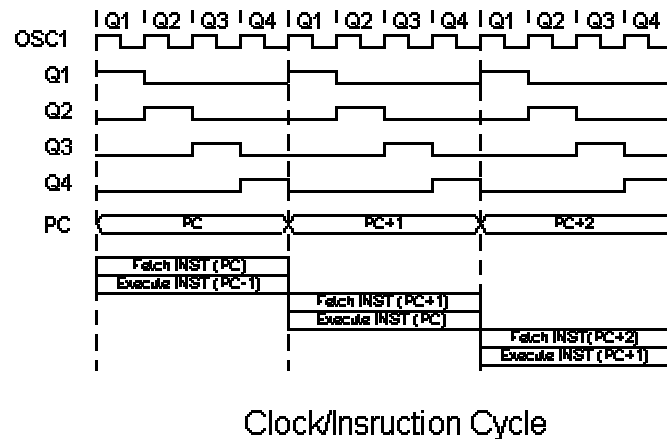 Q1 Q2 Q3 Q4 Q1 Q2 Q3 Q4 Q1 Q2 Q3 Q4
OSC1
Q1
Q2
Q3
Q4
PC PC PC+1 PC+2
Fetch INST (PC)
Execute INST (PC-1)
Fetch INST (PC+1)
Execute INST (PC)
Fetch INST(PC+2)
Execute INST (PC+1)
Clock/Insruction Cycle